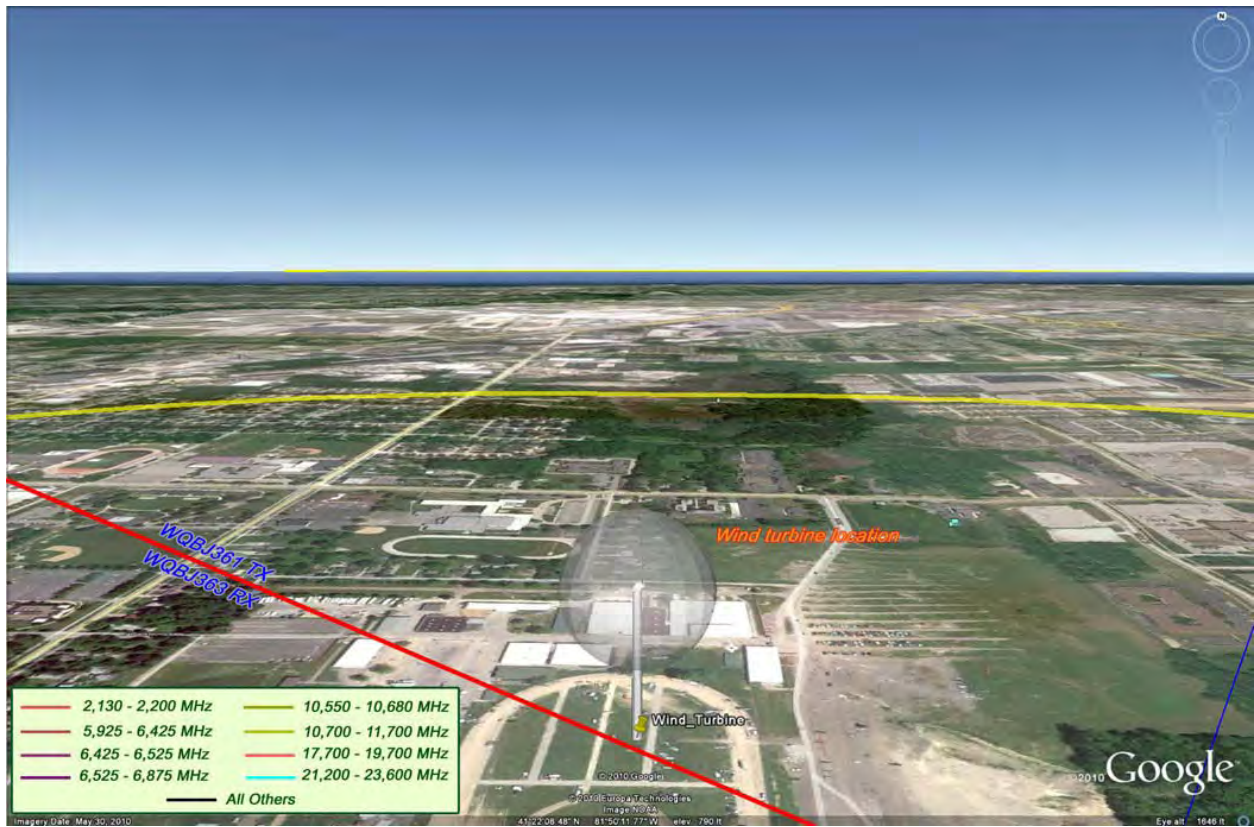 N
Wind turbine location
WQBJ361 TX
WQBJ363 RX
Wind_Turbine
2,130 - 2,200 MHz
5,925 - 6,425 MHz
6,425 - 6,525 MHz
6,525 - 6,875 MHz
10,550 - 10,680 MHz
10,700 - 11,700 MHz
17,700 - 19,700 MHz
21,200 - 23,600 MHz
All Others
© 2010 Google
© 2010 Europa Technologies
Image NOAA
©2010 Google
Imagery Date: May 30, 2010
41°22'08.48" N 81°50'11.77" W elev 790 ft
Eye alt 1646 ft